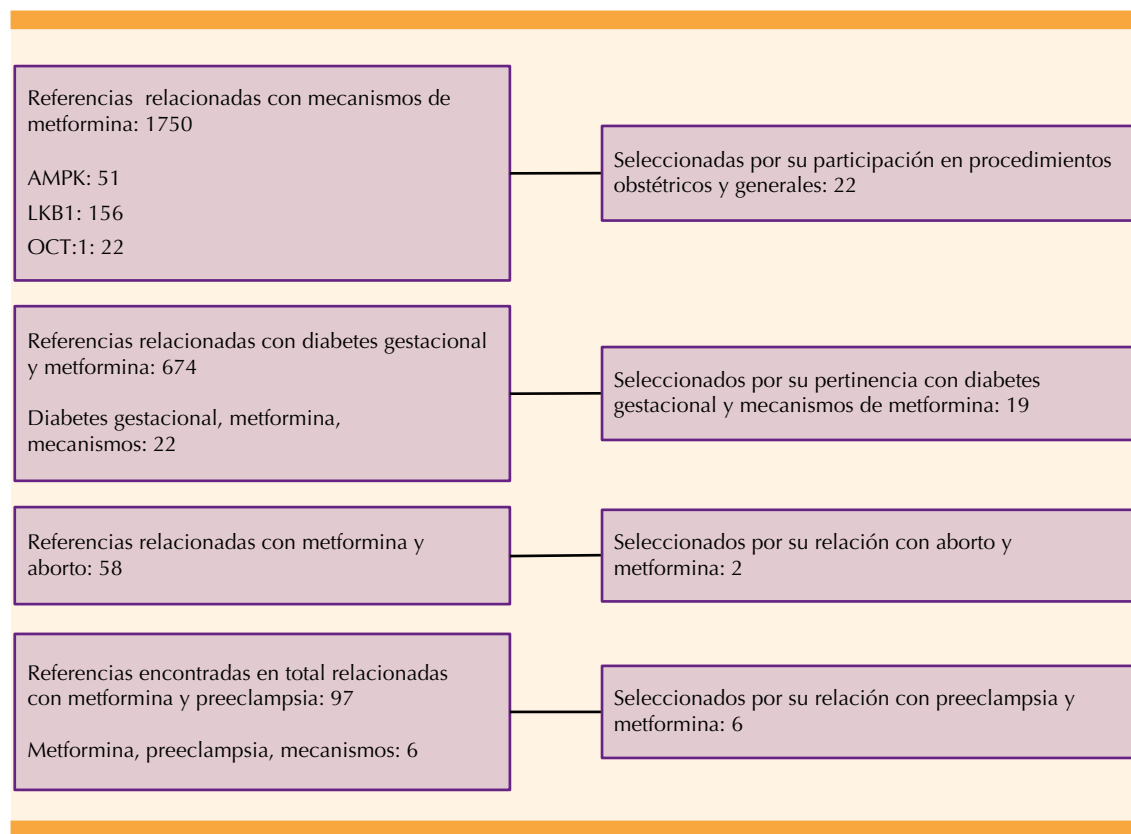 Referencias relacionadas con mecanismos de
metformina: 1750
AMPK: 51
LKB1: 156
OCT:1: 22
Seleccionadas por su participación en procedimientos
obstétricos y generales: 22
Referencias relacionadas con diabetes gestacional
y metformina: 674
Diabetes gestacional, metformina,
mecanismos: 22
Seleccionados por su pertinencia con diabetes
gestacional y mecanismos de metformina: 19
Referencias relacionadas con metformina y
aborto: 58
Seleccionados por su relación con aborto y
metformina: 2
Referencias encontradas en total relacionadas
con metformina y preeclampsia: 97
Metformina, preeclampsia, mecanismos: 6
Seleccionados por su relación con preeclampsia y
metformina: 6